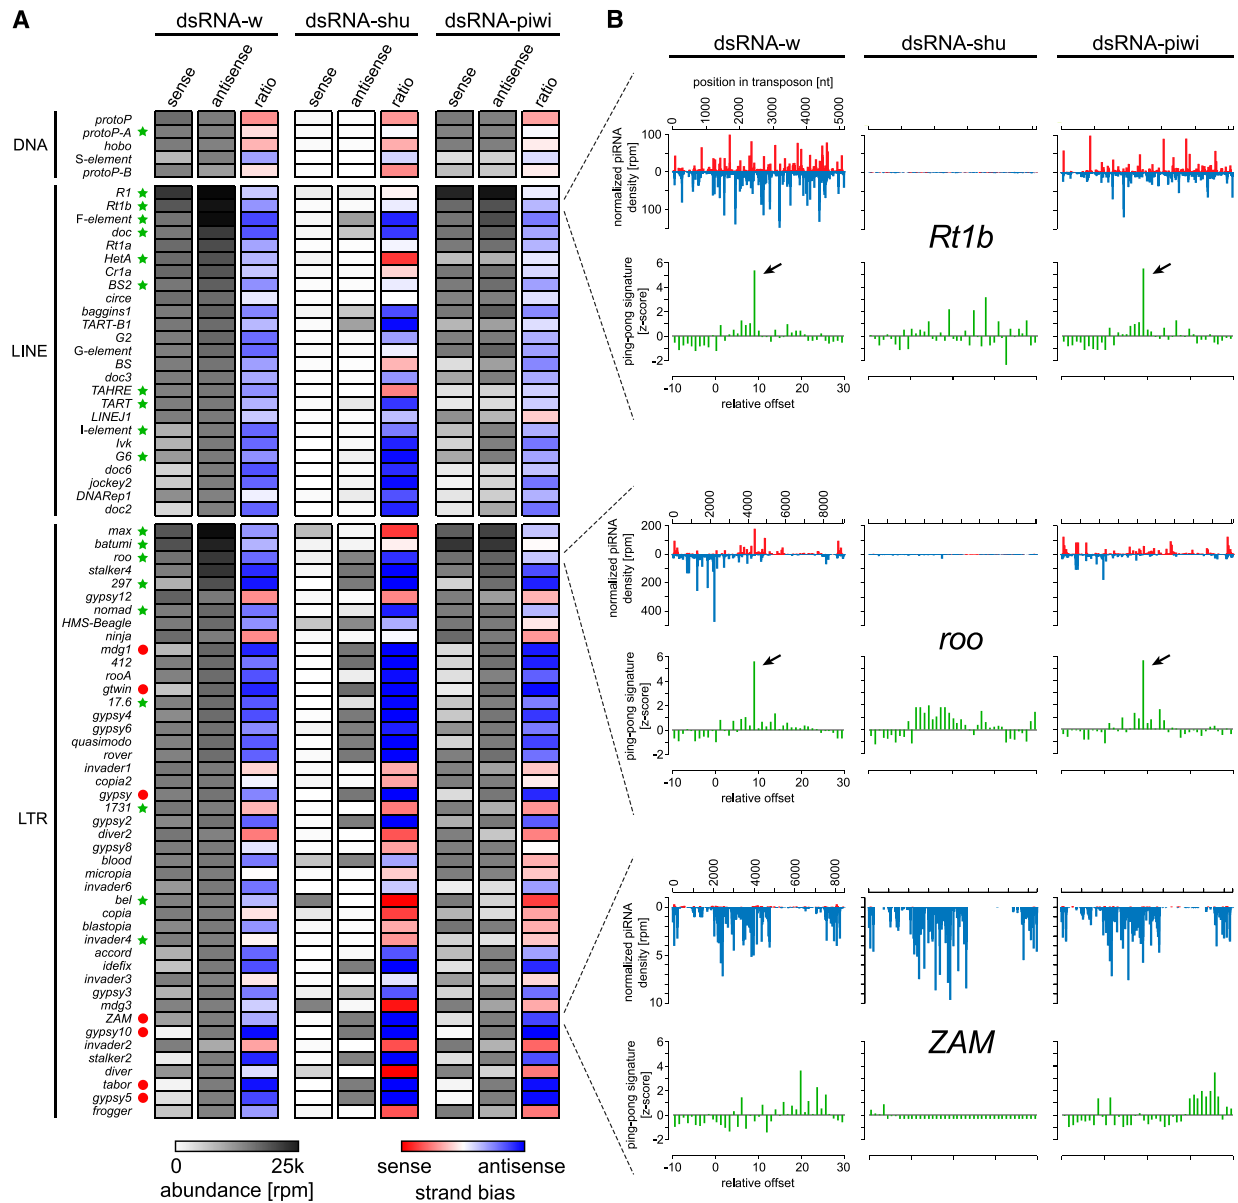 A
dsRNA-w
dsRNA-shu
dsRNA-piwi
sense
antisense
ratio
sense
antisense
ratio
sense
antisense
ratio
DNA
protoP
protoP-A
hobo
S-element
protoP-B
LINE
R1
Rt1b
F-element
doc
Rt1a
HetA
Cr1a
BS2
circe
baggins1
TART-B1
G2
G-element
BS
doc3
TAHRE
TART
LINEJ1
I-element
Ivk
G6
doc6
jockey2
DNARep1
doc2
LTR
max
batumi
roo
stalker4
297
gypsy12
nomad
HMS-Beagle
ninja
mdg1
412
rooA
gtwin
17.6
gypsy4
gypsy6
quasimodo
rover
invader1
copia2
gypsy
1731
gypsy2
diver2
gypsy8
blood
micropia
invader6
bel
copia
blastopia
invader4
accord
idefix
invader3
gypsy3
mdg3
ZAM
gypsy10
invader2
stalker2
diver
tabor
gypsy5
frogger
0
25k
abundance [rpm]
sense
antisense
strand bias
B
dsRNA-w
dsRNA-shu
dsRNA-piwi
position in transposon [nt]
0 1000 2000 3000 4000 5000
normalized piRNA
density [rpm]
100
0
100
Rt1b
ping-pong signature
[z-score]
6
4
2
0
-2
-10 0 10 20 30
relative offset
0 2000 4000 6000 8000
normalized piRNA
density [rpm]
200
0
200
400
roo
ping-pong signature
[z-score]
6
4
2
0
-2
-10 0 10 20 30
relative offset
0 2000 4000 6000 8000
normalized piRNA
density [rpm]
0
5
10
ZAM
ping-pong signature
[z-score]
6
4
2
0
-2
-10 0 10 20 30
relative offset